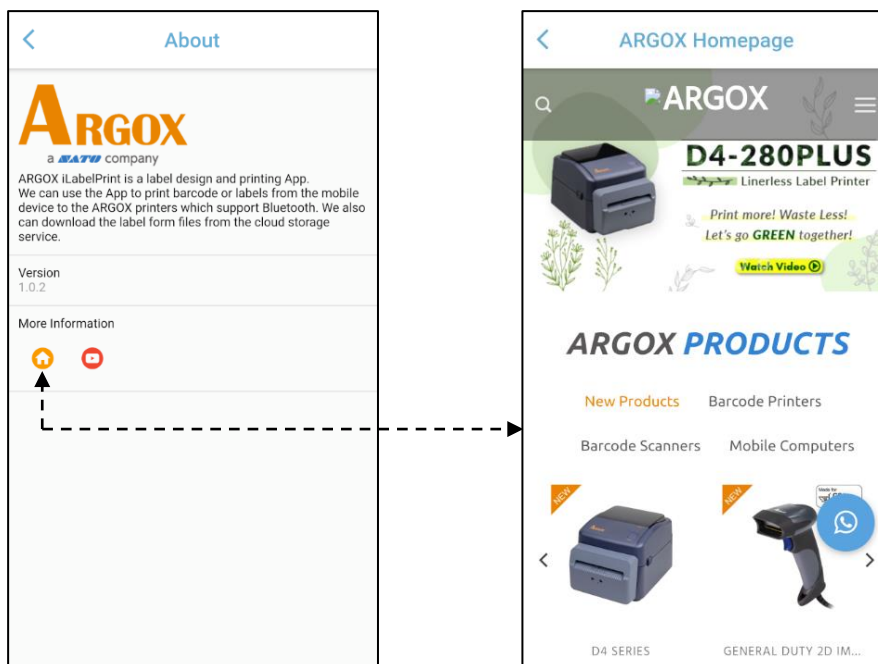 About
ARGOX
a SATO company
ARGOX iLabelPrint is a label design and printing App.
We can use the App to print barcode or labels from the mobile
device to the ARGOX printers which support Bluetooth. We also
can download the label form files from the cloud storage
service.
Version
1.0.2
More Information
ARGOX Homepage
ARGOX
D4-280PLUS
Linerless Label Printer
Print more! Waste Less!
Let's go GREEN together!
Watch Video
ARGOX PRODUCTS
New Products Barcode Printers
Barcode Scanners Mobile Computers
NEW NEW
D4 SERIES GENERAL DUTY 2D IM...